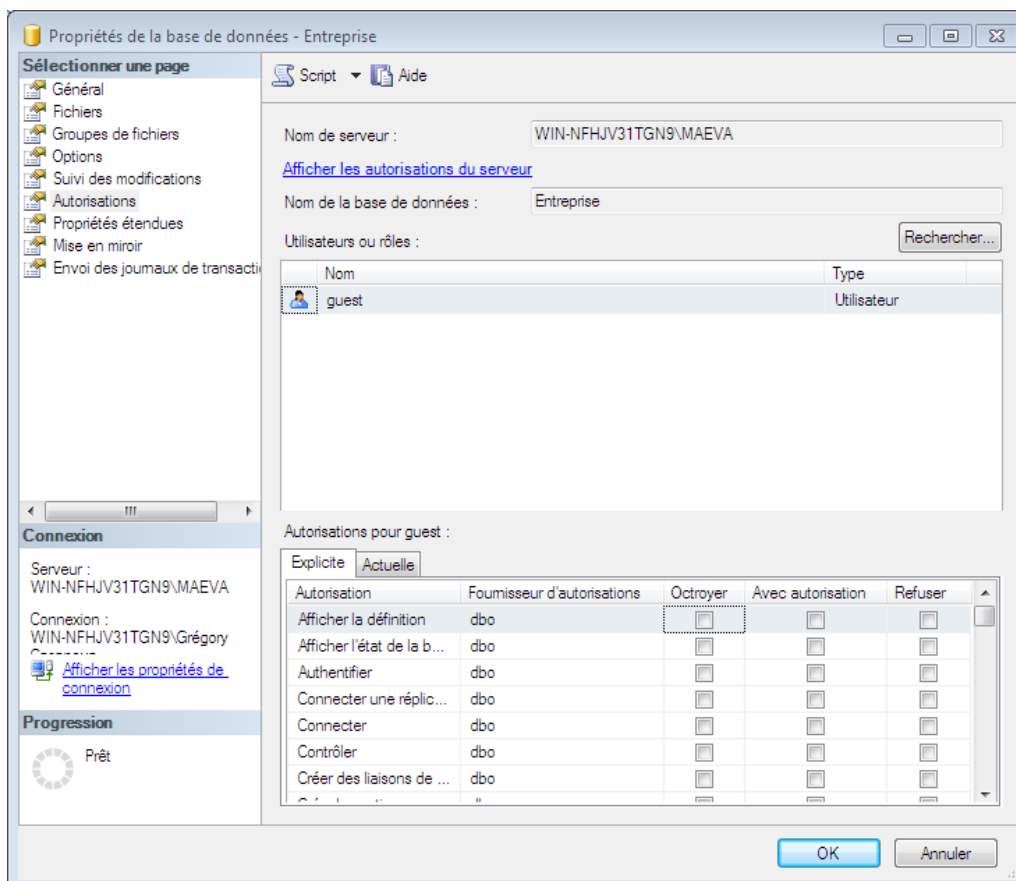 Propriétés de la base de données - Entreprise
Sélectionner une page
Général
Fichiers
Groupes de fichiers
Options
Suivi des modifications
Autorisations
Propriétés étendues
Mise en miroir
Envoi des journaux de transacti
Connexion
Serveur :
WIN-NFHJV31TGN9\MAEVA
Connexion :
WIN-NFHJV31TGN9\Grégory
Afficher les propriétés de
connexion
Progression
Prêt
Script Aide
Nom de serveur : WIN-NFHJV31TGN9\MAEVA
Afficher les autorisations du serveur
Nom de la base de données : Entreprise
Utilisateurs ou rôles : Rechercher...
Nom Type
guest Utilisateur
Autorisations pour guest :
Explicite Actuelle
Autorisation Fournisseur d'autorisations Octroyer Avec autorisation Refuser
Afficher la définition dbo
Afficher l'état de la b... dbo
Authentifier dbo
Connecter une réplic... dbo
Connecter dbo
Contrôler dbo
Créer des liaisons de ... dbo
OK Annuler